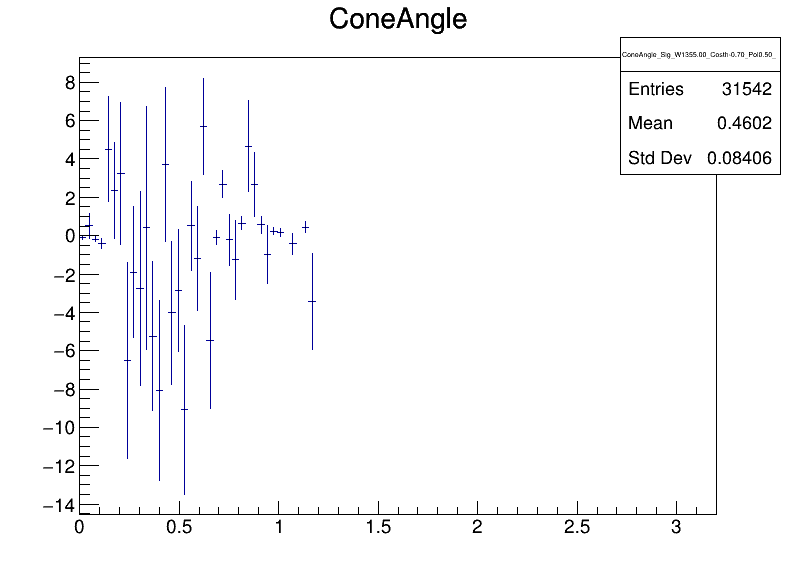 ConeAngle
ConeAngle_Sig_W1355.00_Costh-0.70_Pol0.50_
Entries 31542
Mean 0.4602
Std Dev 0.08406
8
6
4
2
0
−2
−4
−6
−8
−10
−12
−14
0 0.5 1 1.5 2 2.5 3